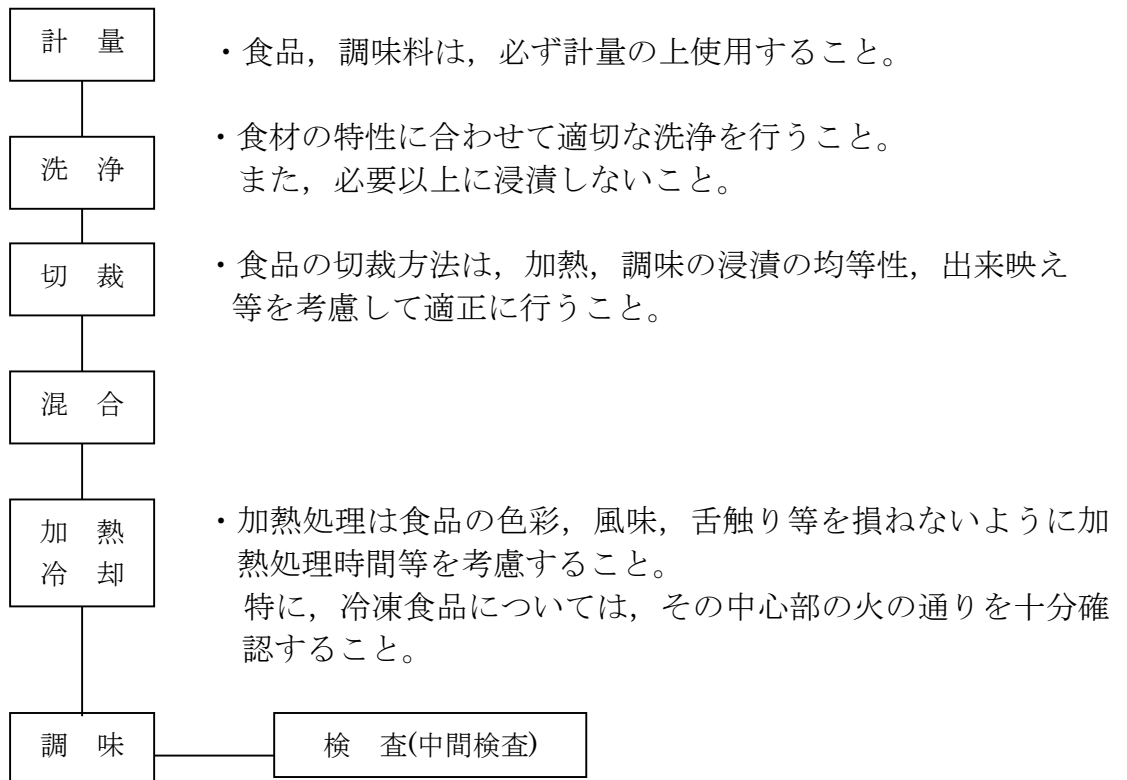 計 量
・食品，調味料は，必ず計量の上使用すること。
洗 浄
・食材の特性に合わせて適切な洗浄を行うこと。
また，必要以上に浸漬しないこと。
切 裁
・食品の切裁方法は，加熱，調味の浸漬の均等性，出来映え
等を考慮して適正に行うこと。
混 合
加 熱
冷 却
・加熱処理は食品の色彩，風味，舌触り等を損ねないように加
熱処理時間等を考慮すること。
特に，冷凍食品については，その中心部の火の通りを十分確
認すること。
調 味
検 査(中間検査)